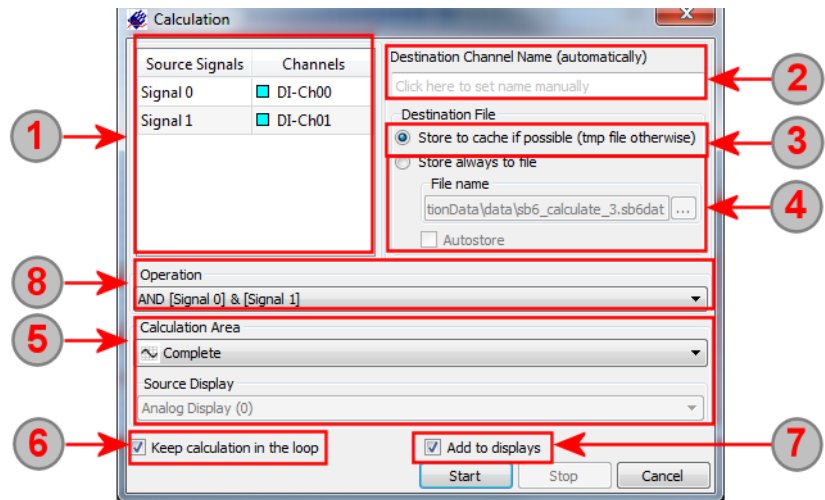 Calculation
Source Signals Channels
Signal 0 DI-Ch00
Signal 1 DI-Ch01
Destination Channel Name (automatically)
Click here to set name manually
Destination File
Store to cache if possible (tmp file otherwise)
Store always to file
File name
tionData\data\sb6_calculate_3.sb6dat ...
Autostore
Operation
AND [Signal 0] & [Signal 1]
Calculation Area
Complete
Source Display
Analog Display (0)
Keep calculation in the loop
Add to displays
Start Stop Cancel
1
2
3
4
8
5
6
7